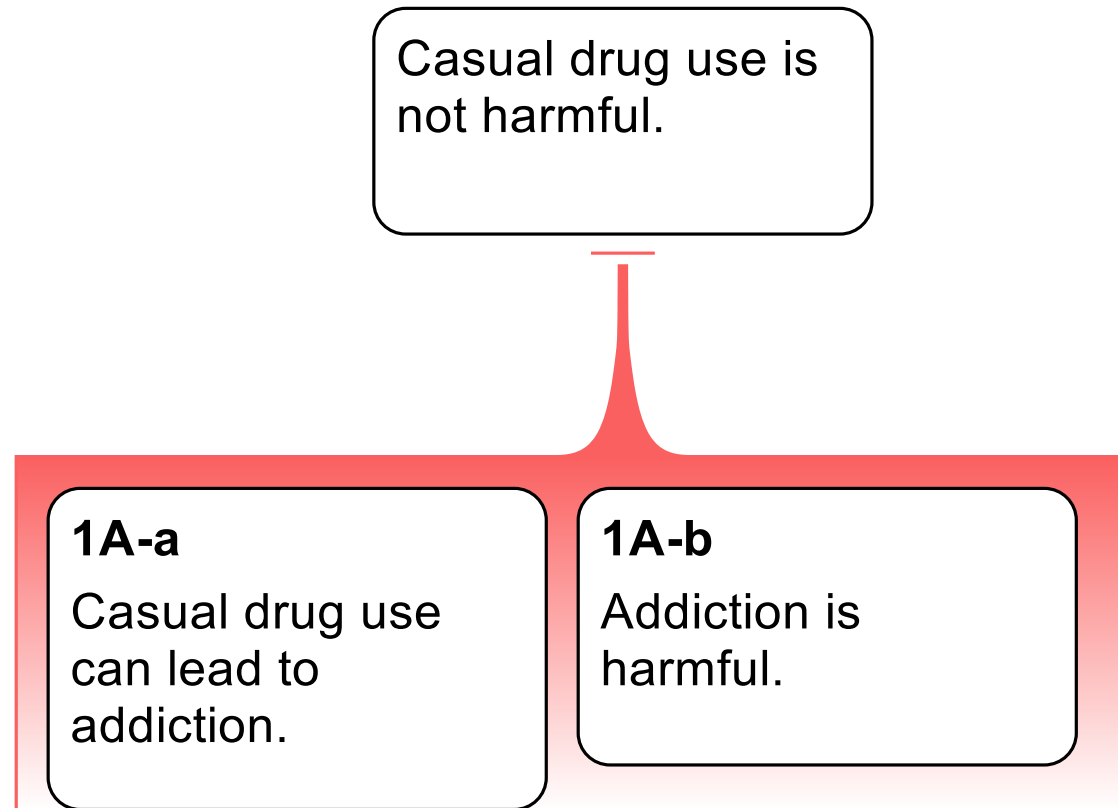 Casual drug use is
not harmful.
1A-a
Casual drug use
can lead to
addiction.
1A-b
Addiction is
harmful.